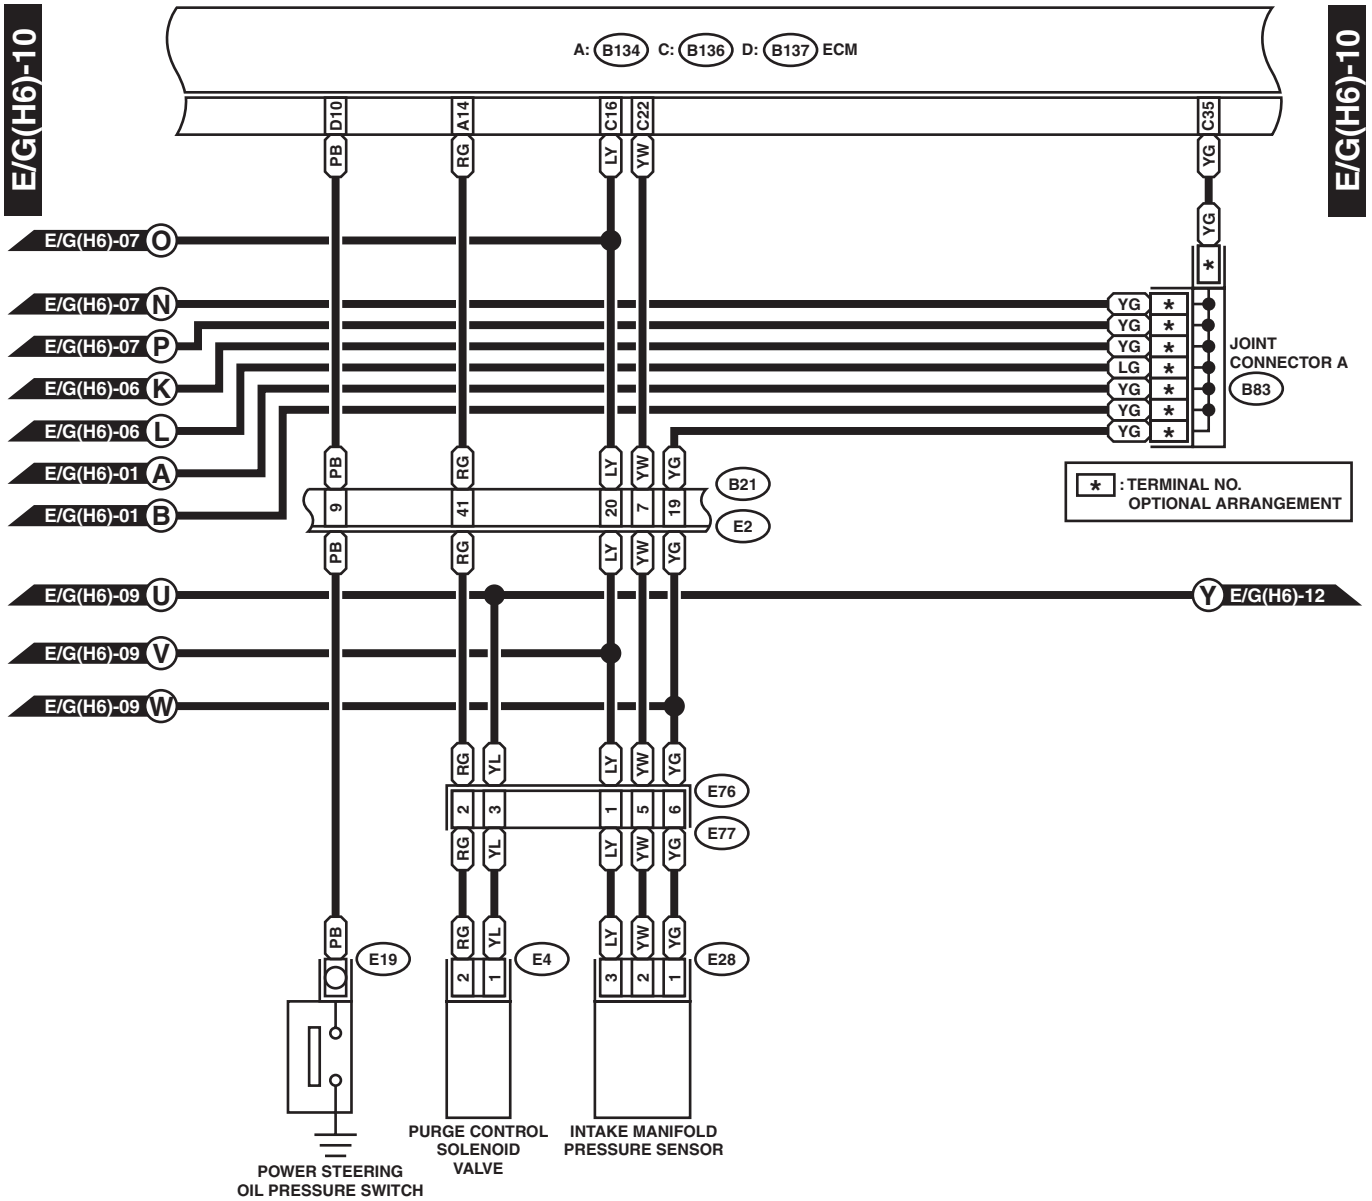 E/G(H6)-10
E/G(H6)-10
A: B134 C: B136 D: B137 ECM
D10 A14 C16 C22 C35
PB RG LY YW YG
YG
*
E/G(H6)-07 O
E/G(H6)-07 N
YG *
E/G(H6)-07 P
YG *
E/G(H6)-06 K
YG *
E/G(H6)-06 L
LG *
E/G(H6)-01 A
YG *
E/G(H6)-01 B
YG *
YG *
JOINT
CONNECTOR A
B83
PB RG LY YW YG
9 41 20 7 19
B21
E2
PB RG LY YW YG
* : TERMINAL NO.
OPTIONAL ARRANGEMENT
E/G(H6)-09 U
Y E/G(H6)-12
E/G(H6)-09 V
E/G(H6)-09 W
RG YL LY YW YG
2 3 1 5 6
E76
E77
RG YL LY YW YG
PB RG YL LY YW YG
E19
2 1
E4
3 2 1
E28
POWER STEERING
OIL PRESSURE SWITCH
PURGE CONTROL
SOLENOID
VALVE
INTAKE MANIFOLD
PRESSURE SENSOR